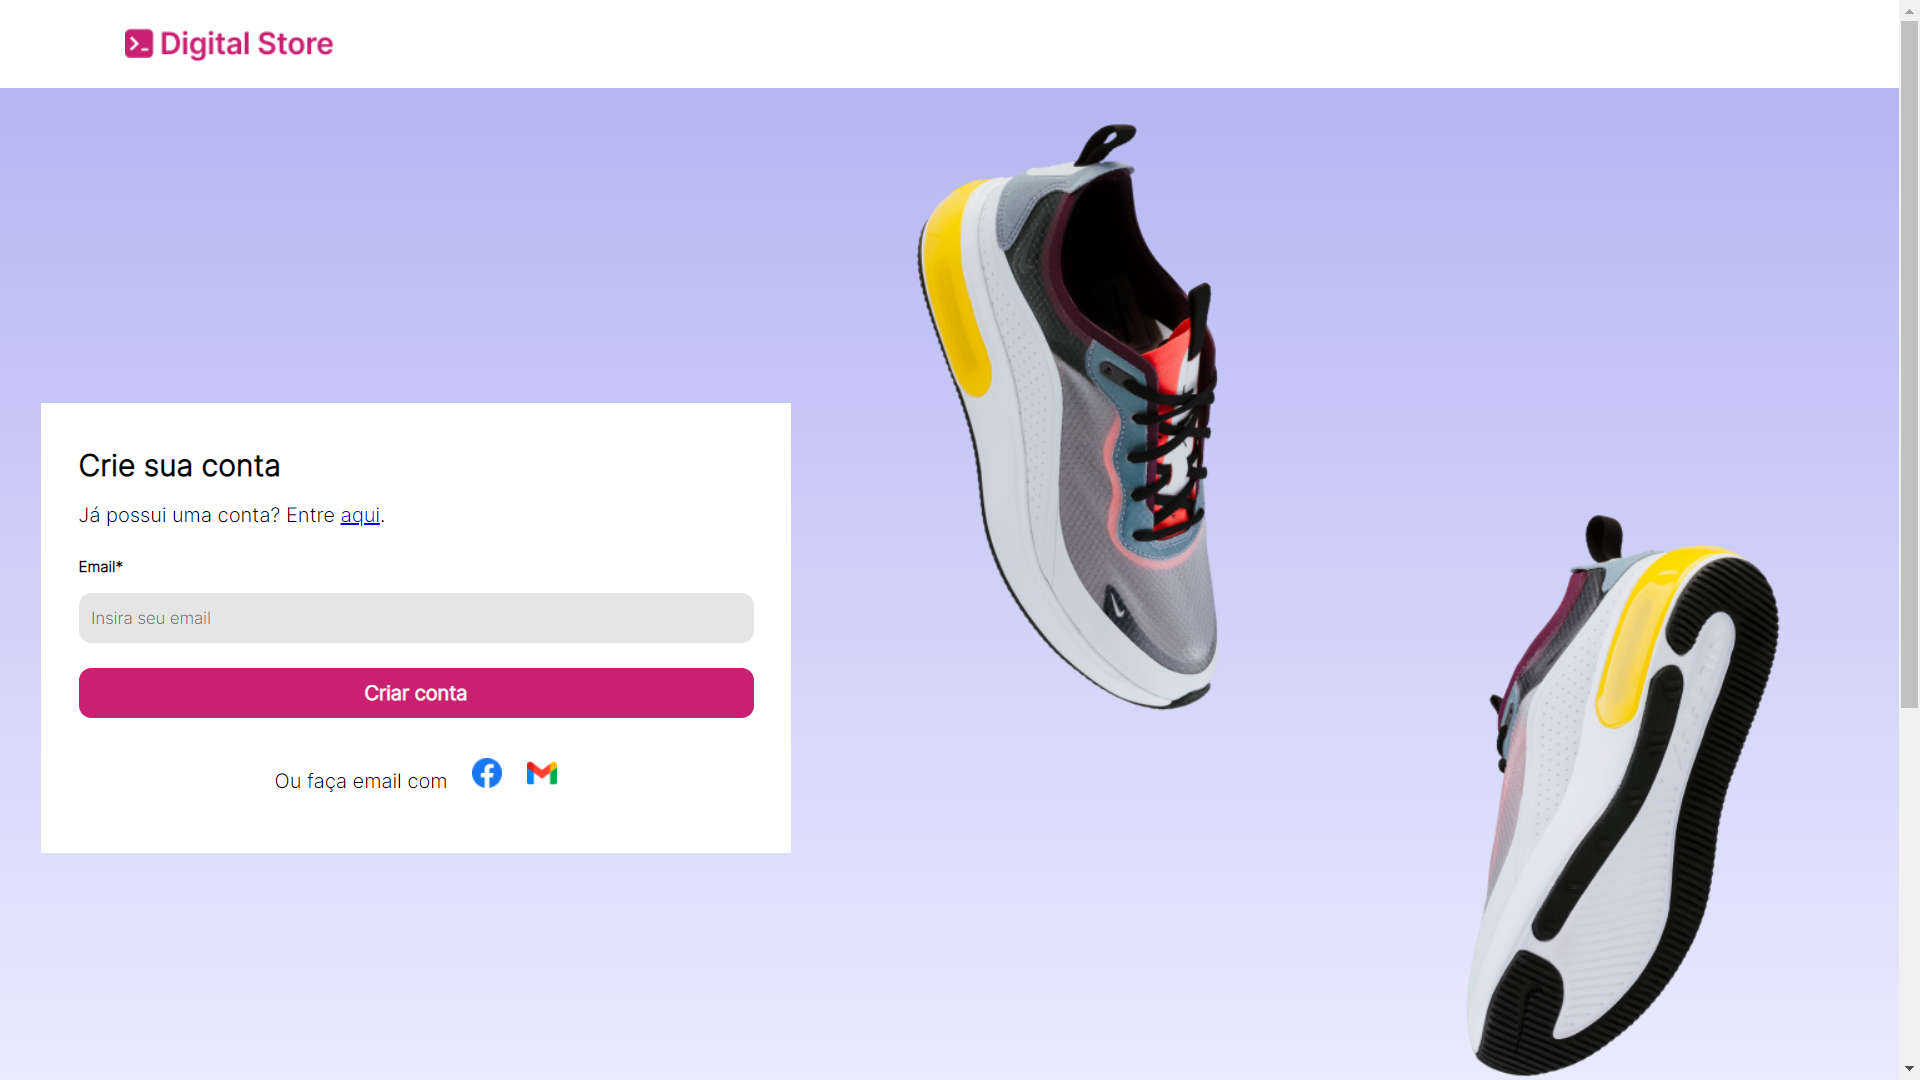 Digital Store
Crie sua conta
Já possui uma conta? Entre aqui.
Email*
Insira seu email
Criar conta
Ou faça email com